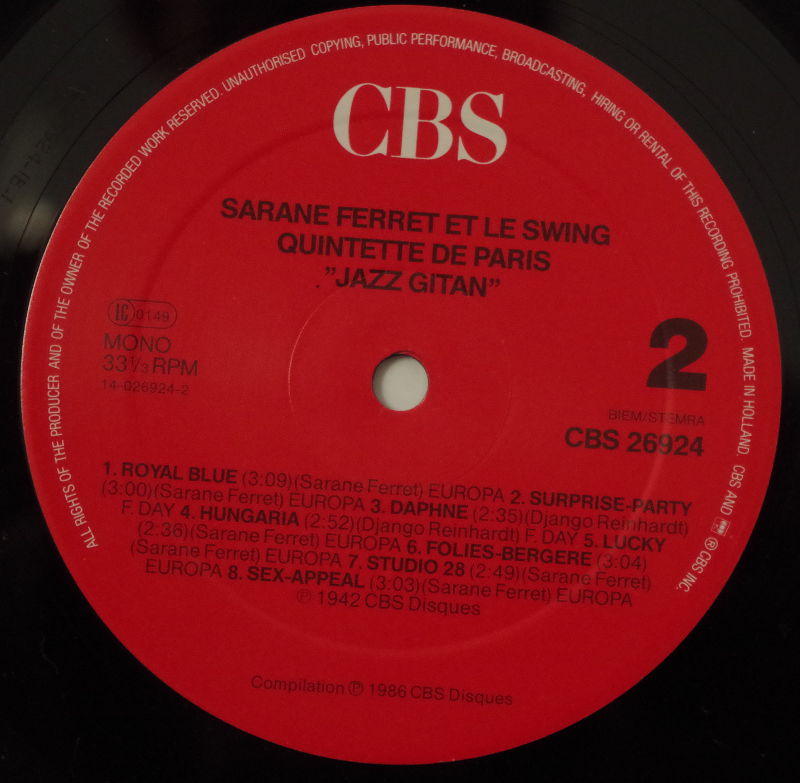 ALL RIGHTS OF THE PRODUCER AND OF THE OWNER OF THE RECORDED WORK RESERVED. UNAUTHORISED COPYING, PUBLIC PERFORMANCE, BROADCASTING, HIRING OR RENTAL OF THIS RECORDING PROHIBITED. MADE IN HOLLAND. CBS AND ℗ CBS INC.
CBS
SARANE FERRET ET LE SWING
QUINTETTE DE PARIS
."JAZZ GITAN"
LC 0149
MONO
33⅓ RPM
14-026924-2
2
BIEM/STEMRA
CBS 26924
1. ROYAL BLUE (3:09)(Sarane Ferret) EUROPA 2. SURPRISE-PARTY
(3:00)(Sarane Ferret) EUROPA 3. DAPHNE (2:35)(Django Reinhardt)
F. DAY 4. HUNGARIA (2:52)(Django Reinhardt) F. DAY 5. LUCKY
(2:36)(Sarane Ferret) EUROPA 6. FOLIES-BERGERE (3:04)
(Sarane Ferret) EUROPA 7. STUDIO 28 (2:49)(Sarane Ferret)
EUROPA 8. SEX-APPEAL (3:03)(Sarane Ferret) EUROPA
℗ 1942 CBS Disques
Compilation ℗ 1986 CBS Disques